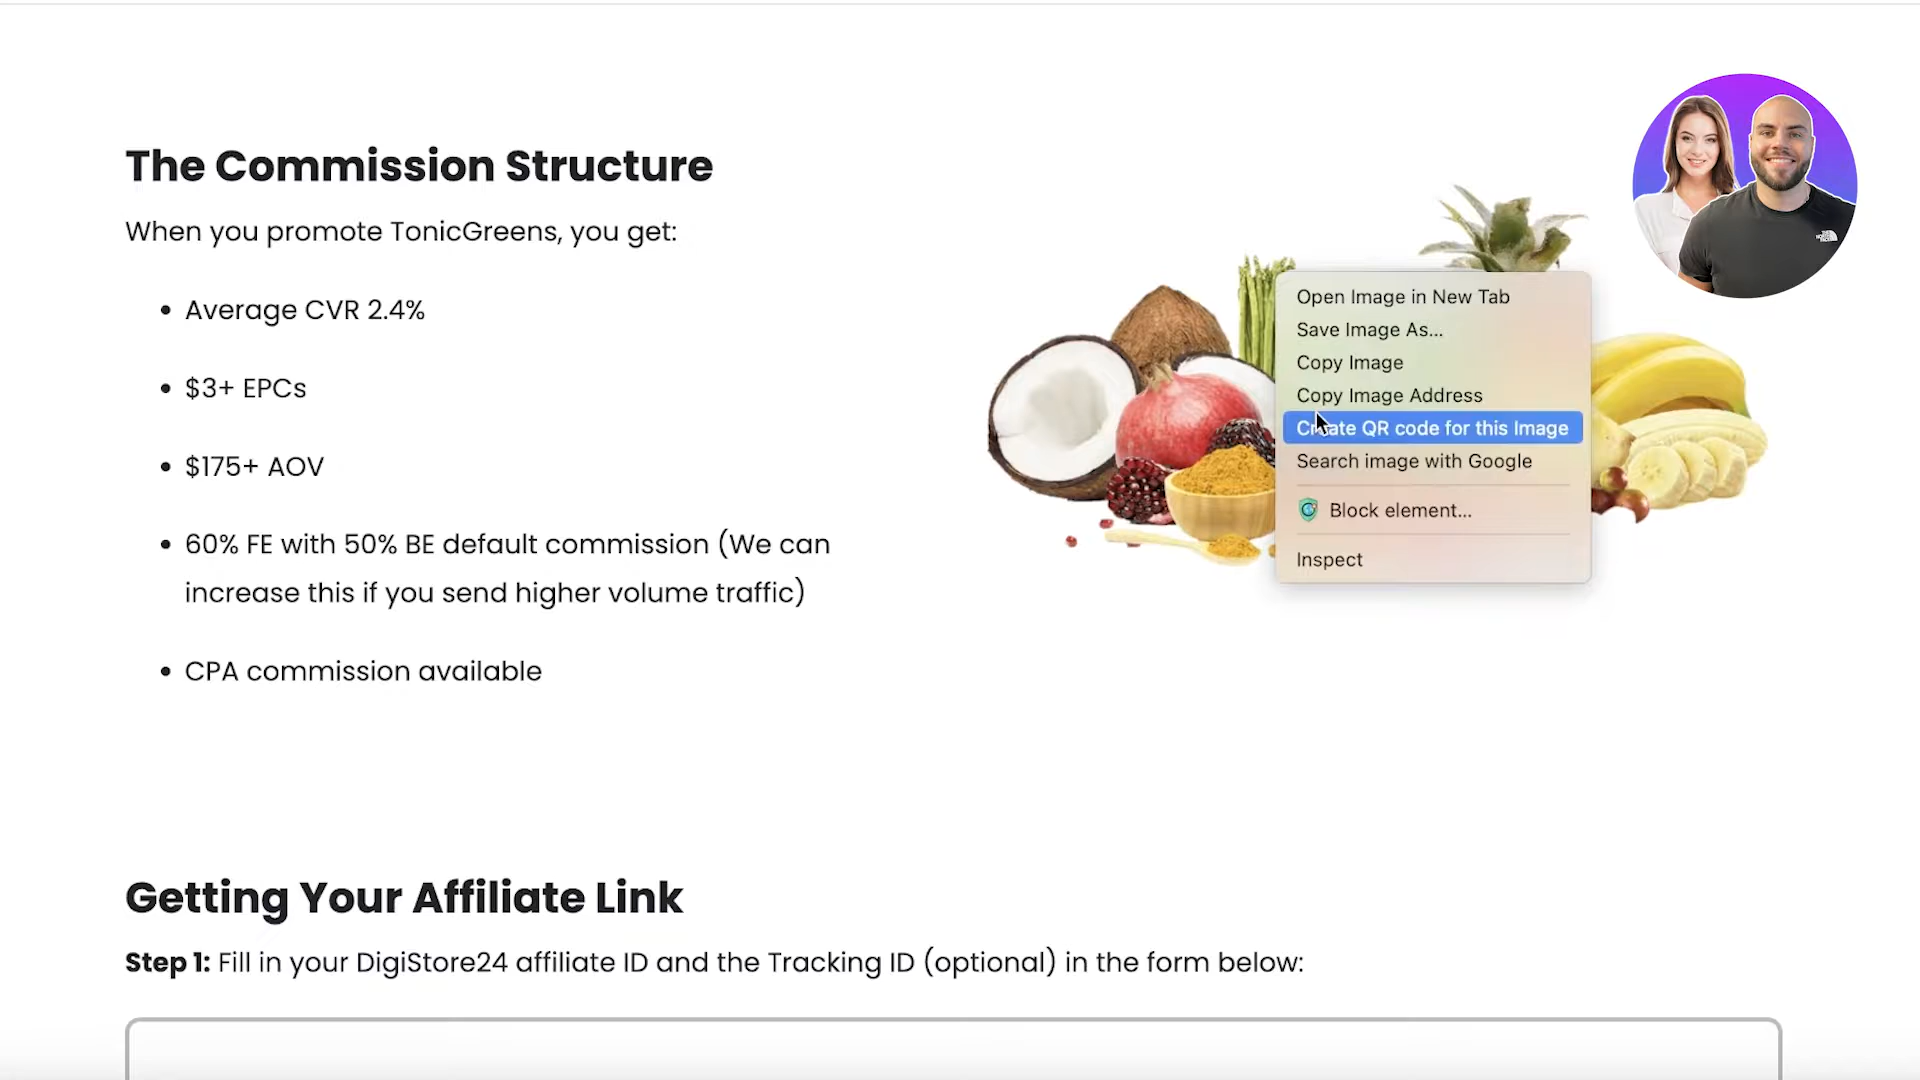 The Commission Structure
When you promote TonicGreens, you get:
• Average CVR 2.4%
• $3+ EPCs
• $175+ AOV
• 60% FE with 50% BE default commission (We can
increase this if you send higher volume traffic)
• CPA commission available
Open Image in New Tab
Save Image As...
Copy Image
Copy Image Address
Create QR code for this Image
Search image with Google
Block element...
Inspect
THE NORTH FACE
Getting Your Affiliate Link
Step 1: Fill in your DigiStore24 affiliate ID and the Tracking ID (optional) in the form below: